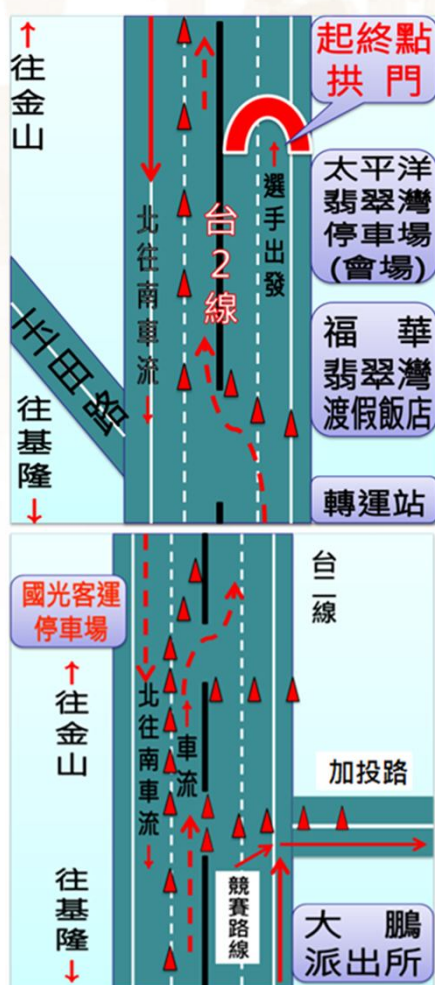 往金山
起終點
拱門
選手出發
太平洋
翡翠灣
停車場
(會場)
北往南車流
台2線
福華
翡翠灣
渡假飯店
玉田路
往基隆
轉運站
國光客運
停車場
台二線
往金山
北往南車流
車流
加投路
往基隆
競賽路線
大鵬
派出所